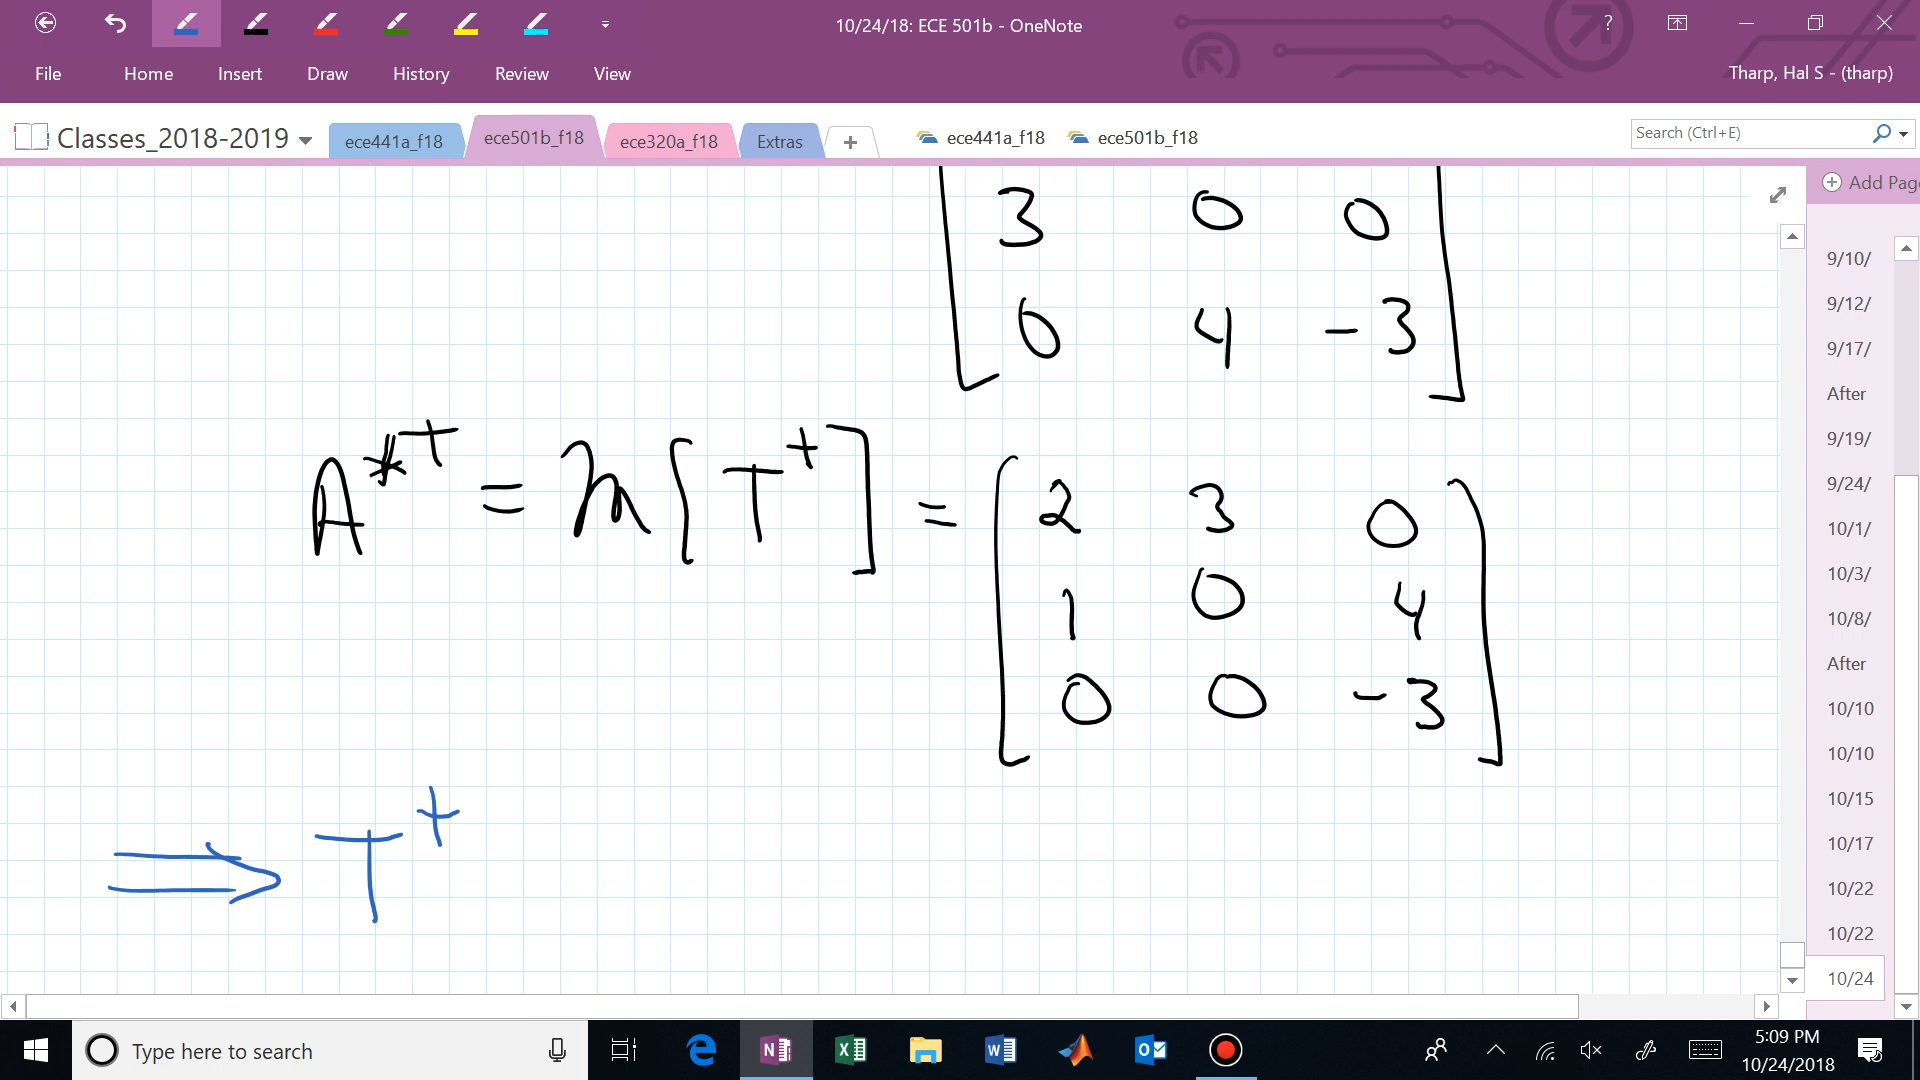 10/24/18: ECE 501b - OneNote
?
File Home Insert Draw History Review View
Tharp, Hal S - (tharp)
Classes_2018-2019 ece441a_f18 ece501b_f18 ece320a_f18 Extras + ece441a_f18 ece501b_f18
Search (Ctrl+E)
Add Page
3 0 0
0 4 -3
A*T = M[T+] = [2 3 0
1 0 4
0 0 -3]
⇒ T+
9/10/
9/12/
9/17/
After
9/19/
9/24/
10/1/
10/3/
10/8/
After
10/10
10/10
10/15
10/17
10/22
10/22
10/24
Type here to search
5:09 PM
10/24/2018